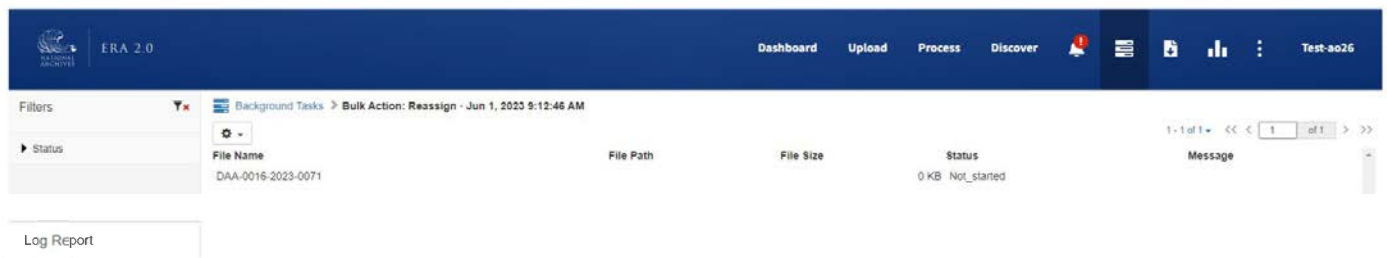 NATIONAL ARCHIVES
ERA 2.0
Dashboard Upload Process Discover ! Test-ao26
Filters
Background Tasks > Bulk Action: Reassign - Jun 1, 2023 9:12:46 AM
1 - 1 of 1 << < 1 of 1 > >>
Status
File Name File Path File Size Status Message
DAA-0016-2023-0071 0 KB Not_started
Log Report